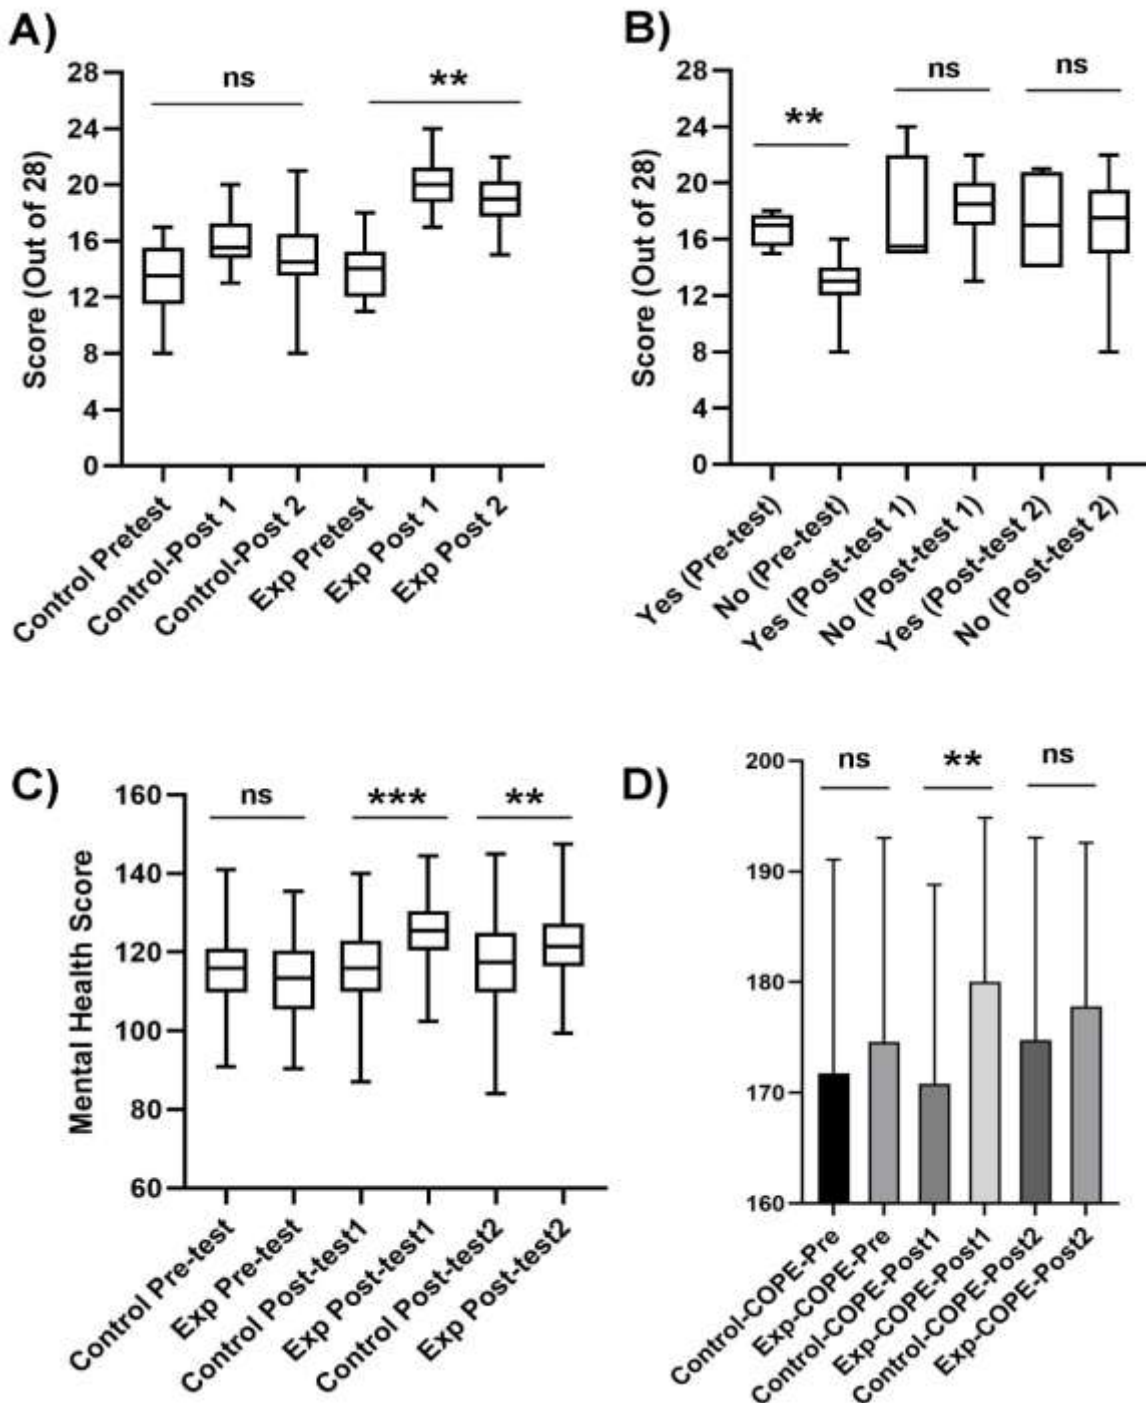 A)
Score (Out of 28)
28
24
20
16
12
8
4
0
ns
**
Control Pretest
Control-Post 1
Control-Post 2
Exp Pretest
Exp Post 1
Exp Post 2
B)
Score (Out of 28)
28
24
20
16
12
8
4
0
**
ns
ns
Yes (Pre-test)
No (Pre-test)
Yes (Post-test 1)
No (Post-test 1)
Yes (Post-test 2)
No (Post-test 2)
C)
Mental Health Score
160
140
120
100
80
60
ns
***
**
Control Pre-test
Exp Pre-test
Control Post-test1
Exp Post-test1
Control Post-test2
Exp Post-test2
D)
200
190
180
170
160
ns
**
ns
Control-COPE-Pre
Exp-COPE-Pre
Control-COPE-Post1
Exp-COPE-Post1
Control-COPE-Post2
Exp-COPE-Post2